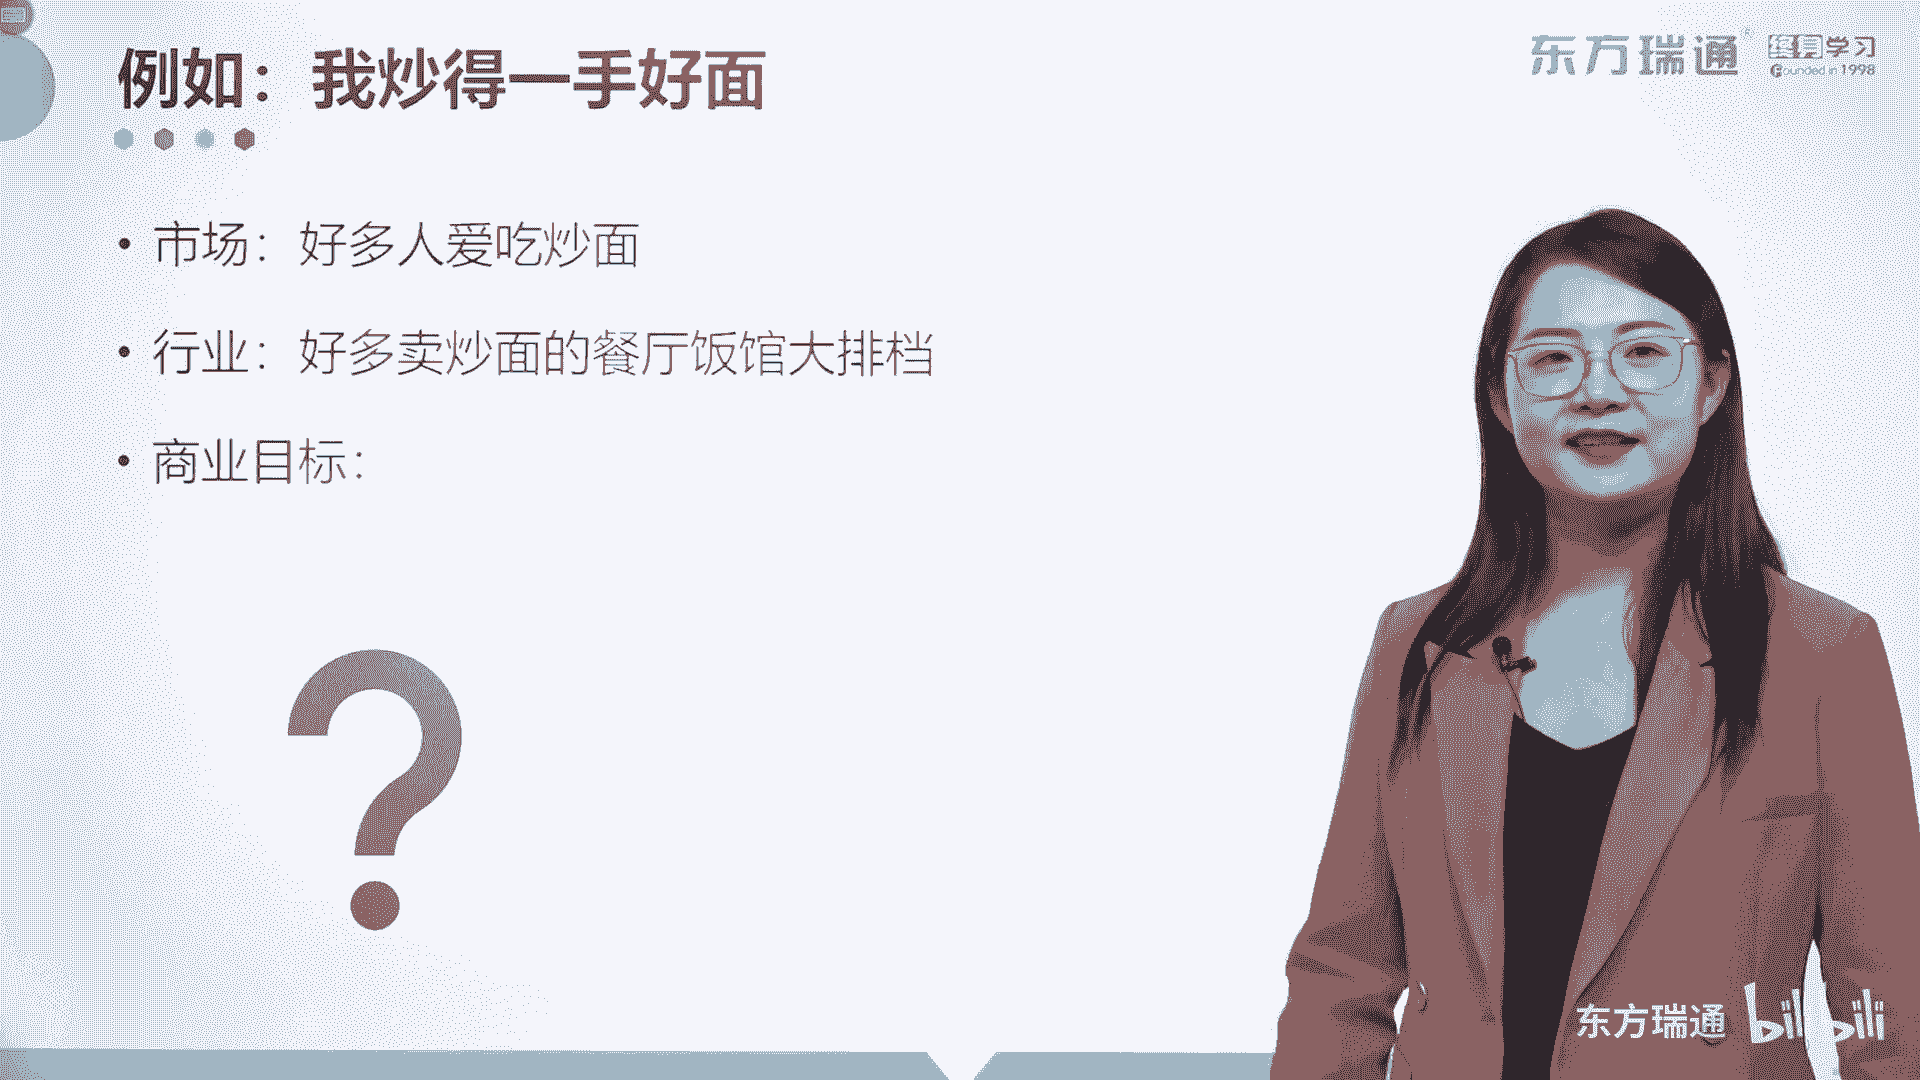 例如：我炒得一手好面
东方瑞通® 终身学习
Founded in 1998
• 市场：好多人爱吃炒面
• 行业：好多卖炒面的餐厅饭馆大排档
• 商业目标：
?
东方瑞通 bilibili